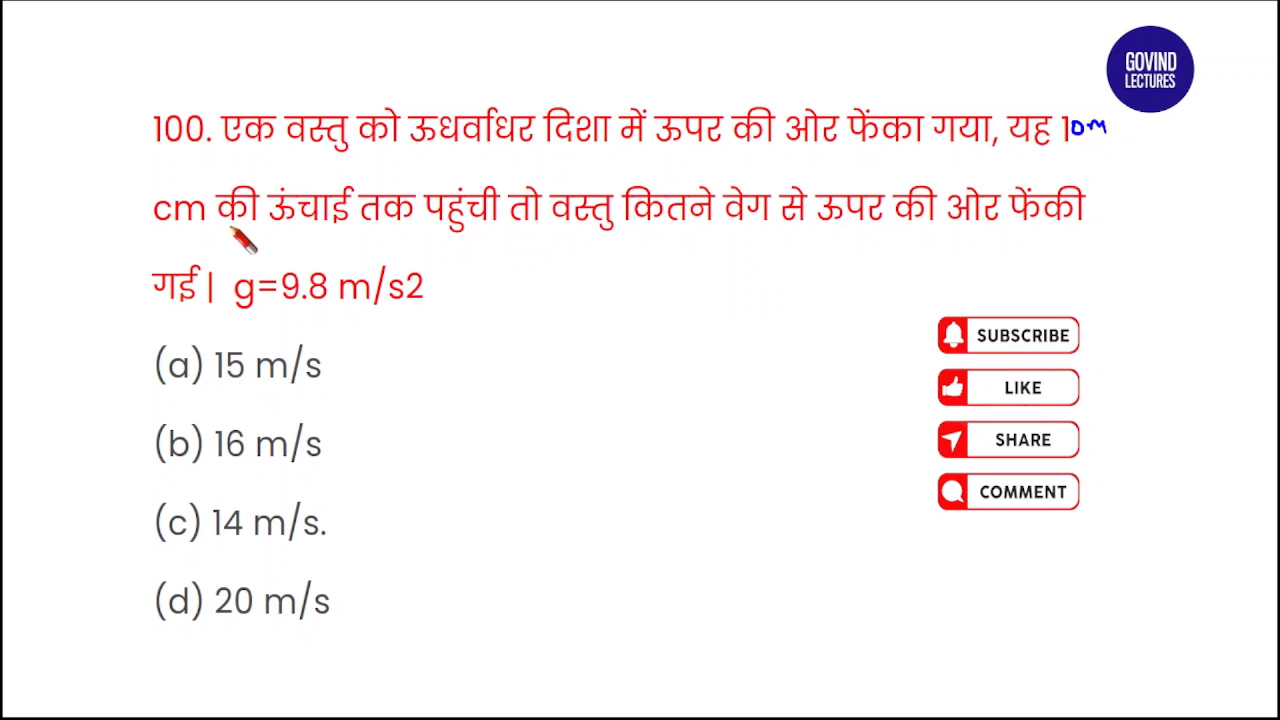 GOVIND
LECTURES
100. एक वस्तु को ऊधर्वाधर दिशा में ऊपर की ओर फेंका गया, यह 10m
cm की ऊंचाई तक पहुंची तो वस्तु कितने वेग से ऊपर की ओर फेंकी
गई | g=9.8 m/s2
(a) 15 m/s
(b) 16 m/s
(c) 14 m/s.
(d) 20 m/s
SUBSCRIBE
LIKE
SHARE
COMMENT